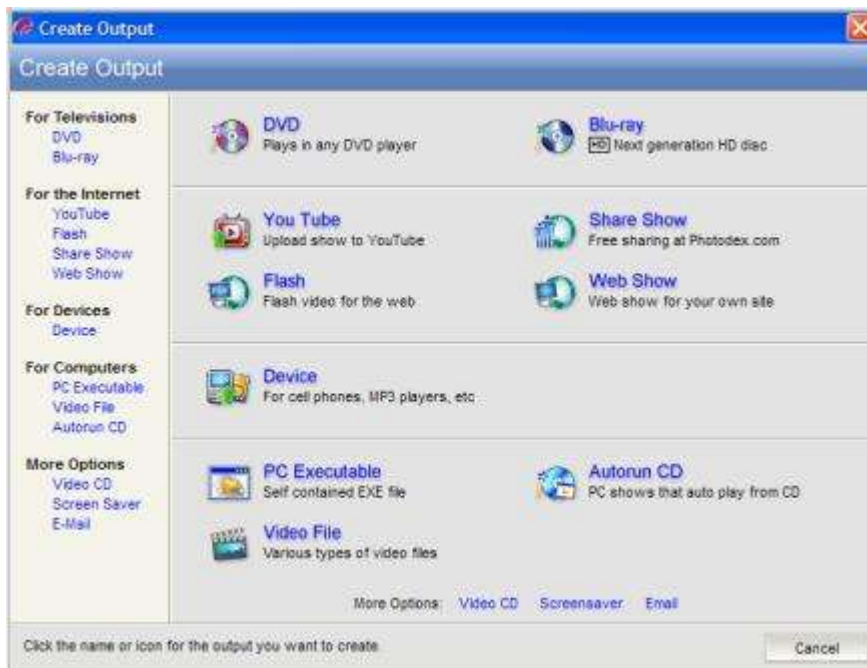 Create Output
Create Output
For Televisions
DVD
Blu-ray
For the Internet
YouTube
Flash
Share Show
Web Show
For Devices
Device
For Computers
PC Executable
Video File
Autorun CD
More Options
Video CD
Screen Saver
E-Mail
DVD
Plays in any DVD player
Blu-ray
HD Next generation HD disc
You Tube
Upload show to YouTube
Share Show
Free sharing at Photodex.com
Flash
Flash video for the web
Web Show
Web show for your own site
Device
For cell phones, MP3 players, etc
PC Executable
Self contained EXE file
Autorun CD
PC shows that auto play from CD
Video File
Various types of video files
More Options: Video CD Screensaver Email
Click the name or icon for the output you want to create.
Cancel